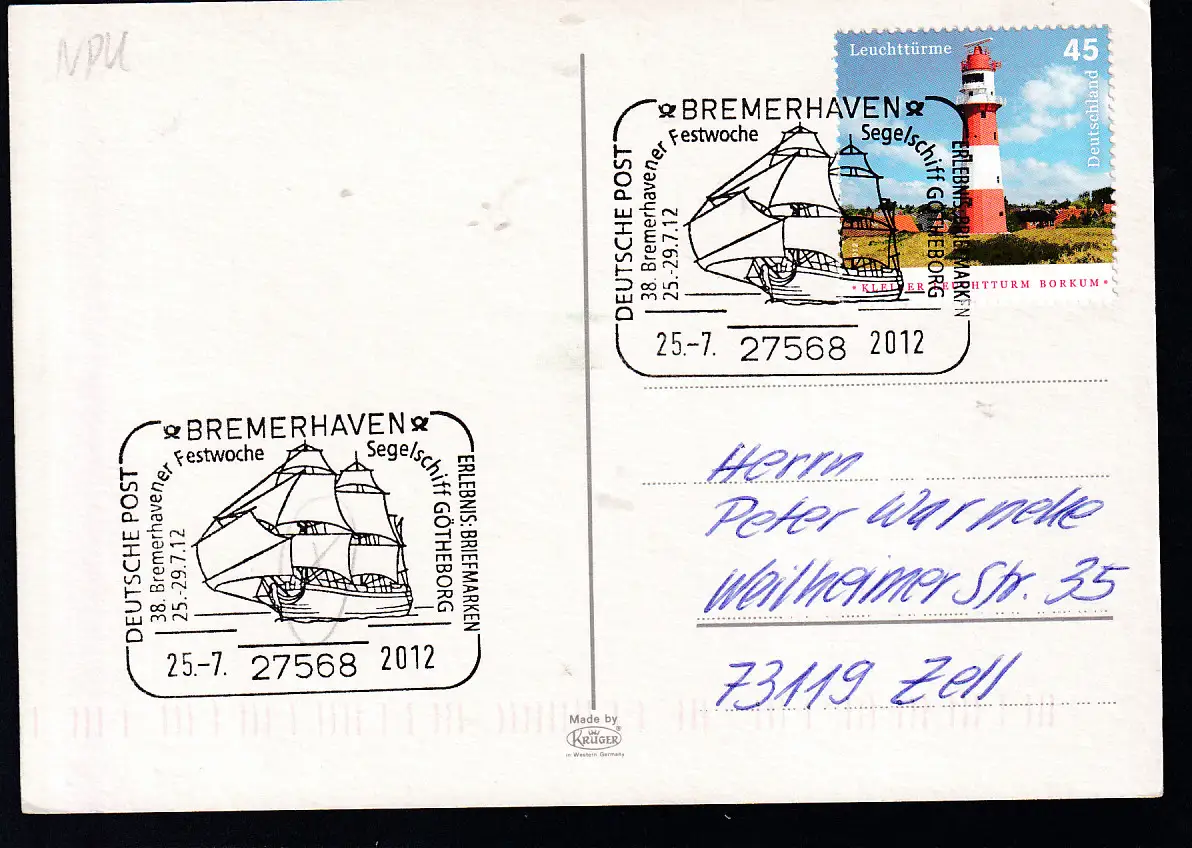 NPU
Leuchttürme
45
Deutschland
KLEINER LEUCHTTURM BORKUM
BREMERHAVEN
DEUTSCHE POST
38. Bremerhavener Festwoche
25.-29.7.12
Segelschiff GÖTHEBORG
ERLEBNIS: BRIEFMARKEN
25.-7. 27568 2012
Herrn
Peter Warneke
Weilheimer Str. 35
73119 Zell
BREMERHAVEN
DEUTSCHE POST
38. Bremerhavener Festwoche
25.-29.7.12
Segelschiff GÖTHEBORG
ERLEBNIS: BRIEFMARKEN
25.-7. 27568 2012
Made by
KRÜGER ®
in Western Germany